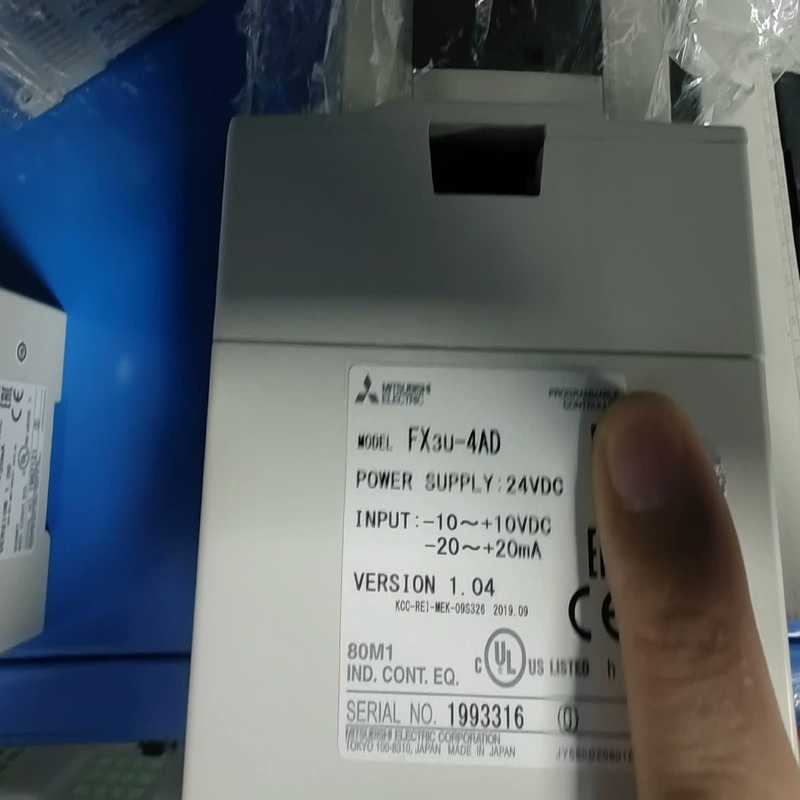 MITSUBISHI
ELECTRIC
PROGRAMMABLE
MODEL FX3U-4AD
POWER SUPPLY:24VDC
INPUT:-10～+10VDC
-20～+20mA
VERSION 1.04
KCC-REI-MEK-09S326 2019.09
CE
80M1
IND. CONT. EQ.
C UL US LISTED
SERIAL NO. 1993316 (Q)
MITSUBISHI ELECTRIC CORPORATION
TOKYO 100-8310, JAPAN MADE IN JAPAN